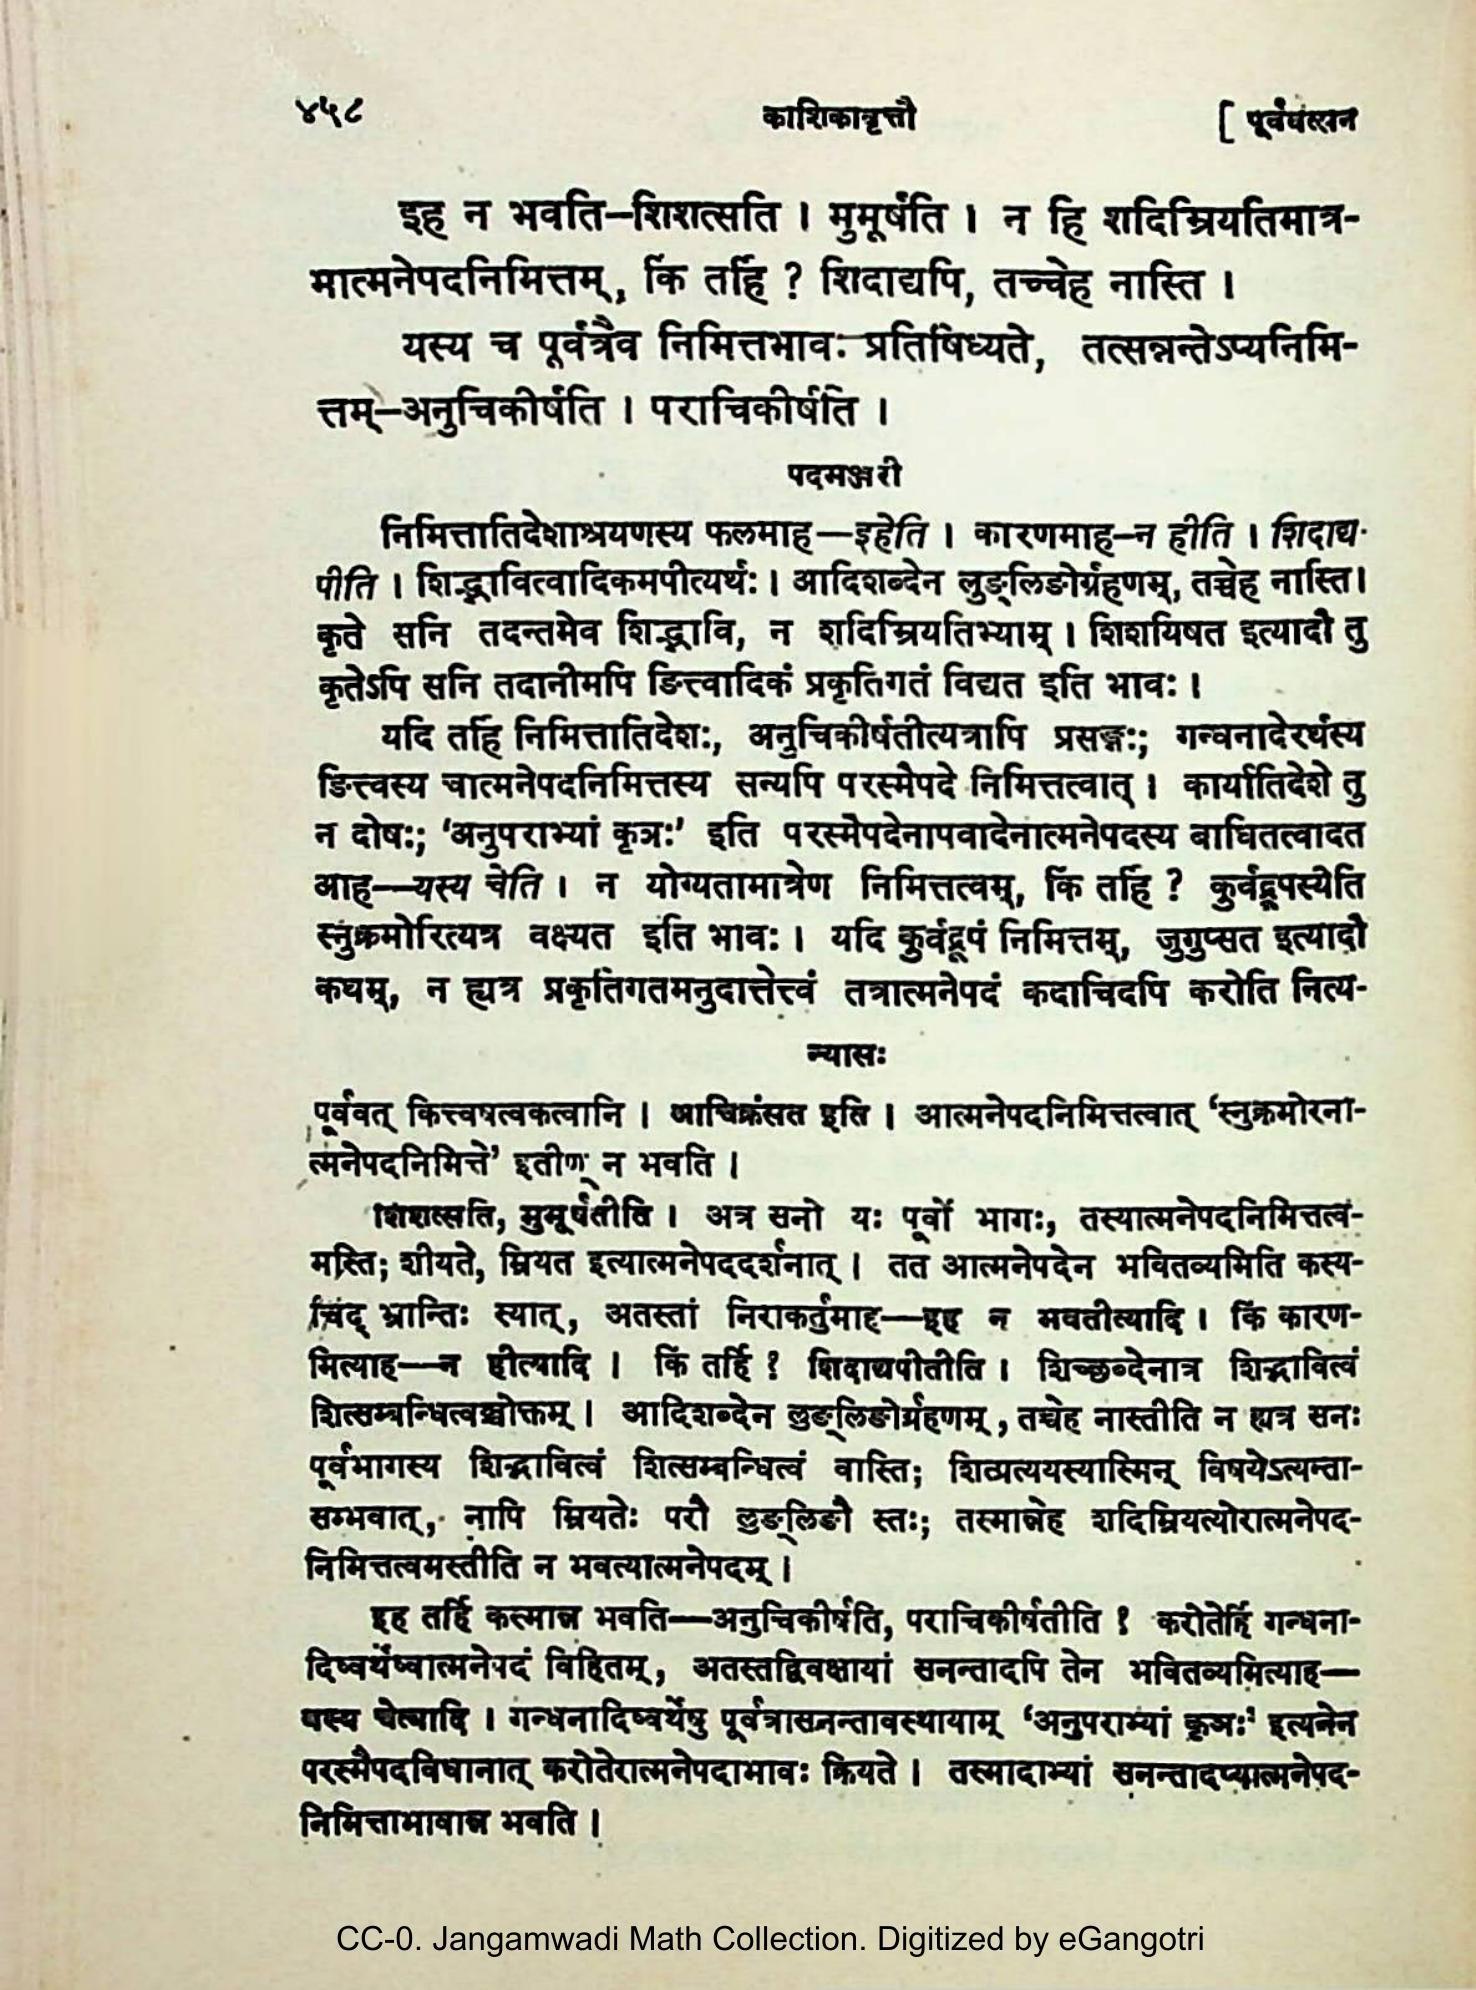 ४५८ काशिकावृत्तौ [ पूर्ववत्सन
इह न भवति–शिशत्सति । मुमूर्षति । न हि शदिम्रियतिमात्र-
मात्मनेपदनिमित्तम्, किं तर्हि ? शिदाद्यपि, तच्चेह नास्ति ।
यस्य च पूर्वत्रैव निमित्तभावः प्रतिषिध्यते, तत्सन्नन्तेऽप्यनिमि-
त्तम्–अनुचिकीर्षति । पराचिकीर्षति ।
पदमञ्जरी
निमित्तातिदेशाश्रयणस्य फलमाह—इहेति । कारणमाह–न हीति । शिदाद्य-
पीति । शिद्भावित्वादिकमपीत्यर्थः । आदिशब्देन लुङ्लिङोर्ग्रहणम्, तच्चेह नास्ति।
कृते सनि तदन्तमेव शिद्भावि, न शदिम्रियतिभ्याम् । शिशयिषत इत्यादौ तु
कृतेऽपि सनि तदानीमपि ङित्त्वादिकं प्रकृतिगतं विद्यत इति भावः ।
यदि तर्हि निमित्तातिदेशः, अनुचिकीर्षतीत्यत्रापि प्रसङ्गः; गन्धनादेरर्थस्य
ङित्त्वस्य चात्मनेपदनिमित्तस्य सन्यपि परस्मैपदे निमित्तत्वात् । कार्यातिदेशे तु
न दोषः; ‘अनुपराभ्यां कृञः’ इति परस्मैपदेनापवादेनात्मनेपदस्य बाधितत्वादत
आह—यस्य चेति । न योग्यतामात्रेण निमित्तत्वम्, किं तर्हि ? कुर्वद्रूपस्येति
स्नुक्रमोरित्यत्र वक्ष्यत इति भावः । यदि कुर्वद्रूपं निमित्तम्, जुगुप्सत इत्यादौ
कथम्, न ह्यत्र प्रकृतिगतमनुदात्तेत्त्वं तत्रात्मनेपदं कदाचिदपि करोति नित्य-
न्यासः
पूर्ववत् कित्त्वषत्वकत्वानि । आचिक्रंसत इति । आत्मनेपदनिमित्तत्वात् ‘स्नुक्रमोरना-
त्मनेपदनिमित्ते’ इतीण् न भवति ।
शिशत्सति, मुमूर्षतीति । अत्र सनो यः पूर्वो भागः, तस्यात्मनेपदनिमित्तत्व-
मस्ति; शीयते, म्रियत इत्यात्मनेपददर्शनात् । तत आत्मनेपदेन भवितव्यमिति कस्य-
चिद् भ्रान्तिः स्यात्, अतस्तां निराकर्तुमाह—इह न भवतीत्यादि । किं कारण-
मित्याह—न हीत्यादि । किं तर्हि ? शिदाद्यपीतीति । शिच्छब्देनात्र शिद्भावित्वं
शित्सम्बन्धित्वञ्चोक्तम् । आदिशब्देन लुङ्लिङोर्ग्रहणम्, तच्चेह नास्तीति न ह्यत्र सनः
पूर्वभागस्य शिद्भावित्वं शित्सम्बन्धित्वं वास्ति; शित्प्रत्ययस्यास्मिन् विषयेऽत्यन्ता-
सम्भवात्, नापि म्रियतेः परौ लुङ्लिङौ स्तः; तस्मान्नेह शदिम्रियत्योरात्मनेपद-
निमित्तत्वमस्तीति न भवत्यात्मनेपदम् ।
इह तर्हि कस्मान्न भवति—अनुचिकीर्षति, पराचिकीर्षतीति ? करोतेर्हि गन्धना-
दिष्वर्थेष्वात्मनेपदं विहितम्, अतस्तद्विवक्षायां सनन्तादपि तेन भवितव्यमित्याह—
यस्य चेत्यादि । गन्धनादिष्वर्थेषु पूर्वत्रासनन्तावस्थायाम् ‘अनुपराभ्यां कृञः’ इत्यनेन
परस्मैपदविधानात् करोतेरात्मनेपदाभावः क्रियते । तस्मादाभ्यां सनन्तादप्यात्मनेपद-
निमित्ताभावान्न भवति ।
CC-0. Jangamwadi Math Collection. Digitized by eGangotri